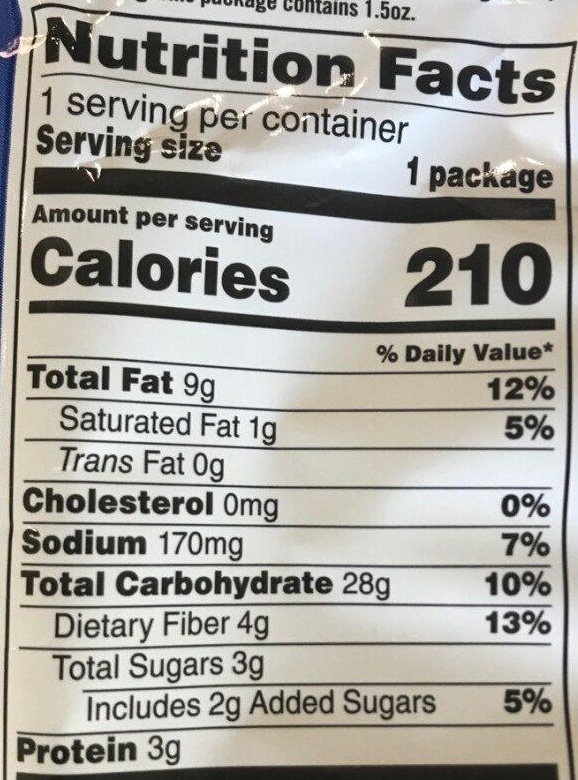 package contains 1.5oz.
Nutrition Facts
1 serving per container
Serving size 1 package
Amount per serving
Calories 210
% Daily Value*
Total Fat 9g 12%
Saturated Fat 1g 5%
Trans Fat 0g
Cholesterol 0mg 0%
Sodium 170mg 7%
Total Carbohydrate 28g 10%
Dietary Fiber 4g 13%
Total Sugars 3g
Includes 2g Added Sugars 5%
Protein 3g